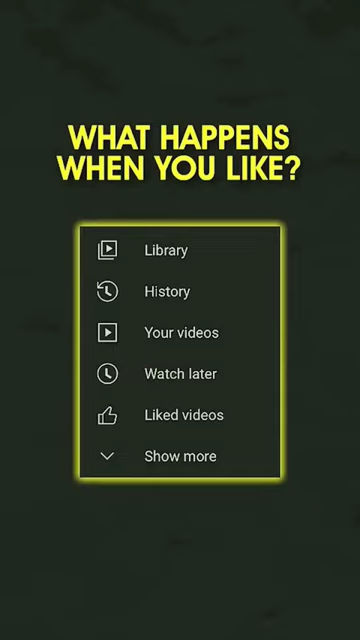 WHAT HAPPENS
WHEN YOU LIKE?
Library
History
Your videos
Watch later
Liked videos
Show more